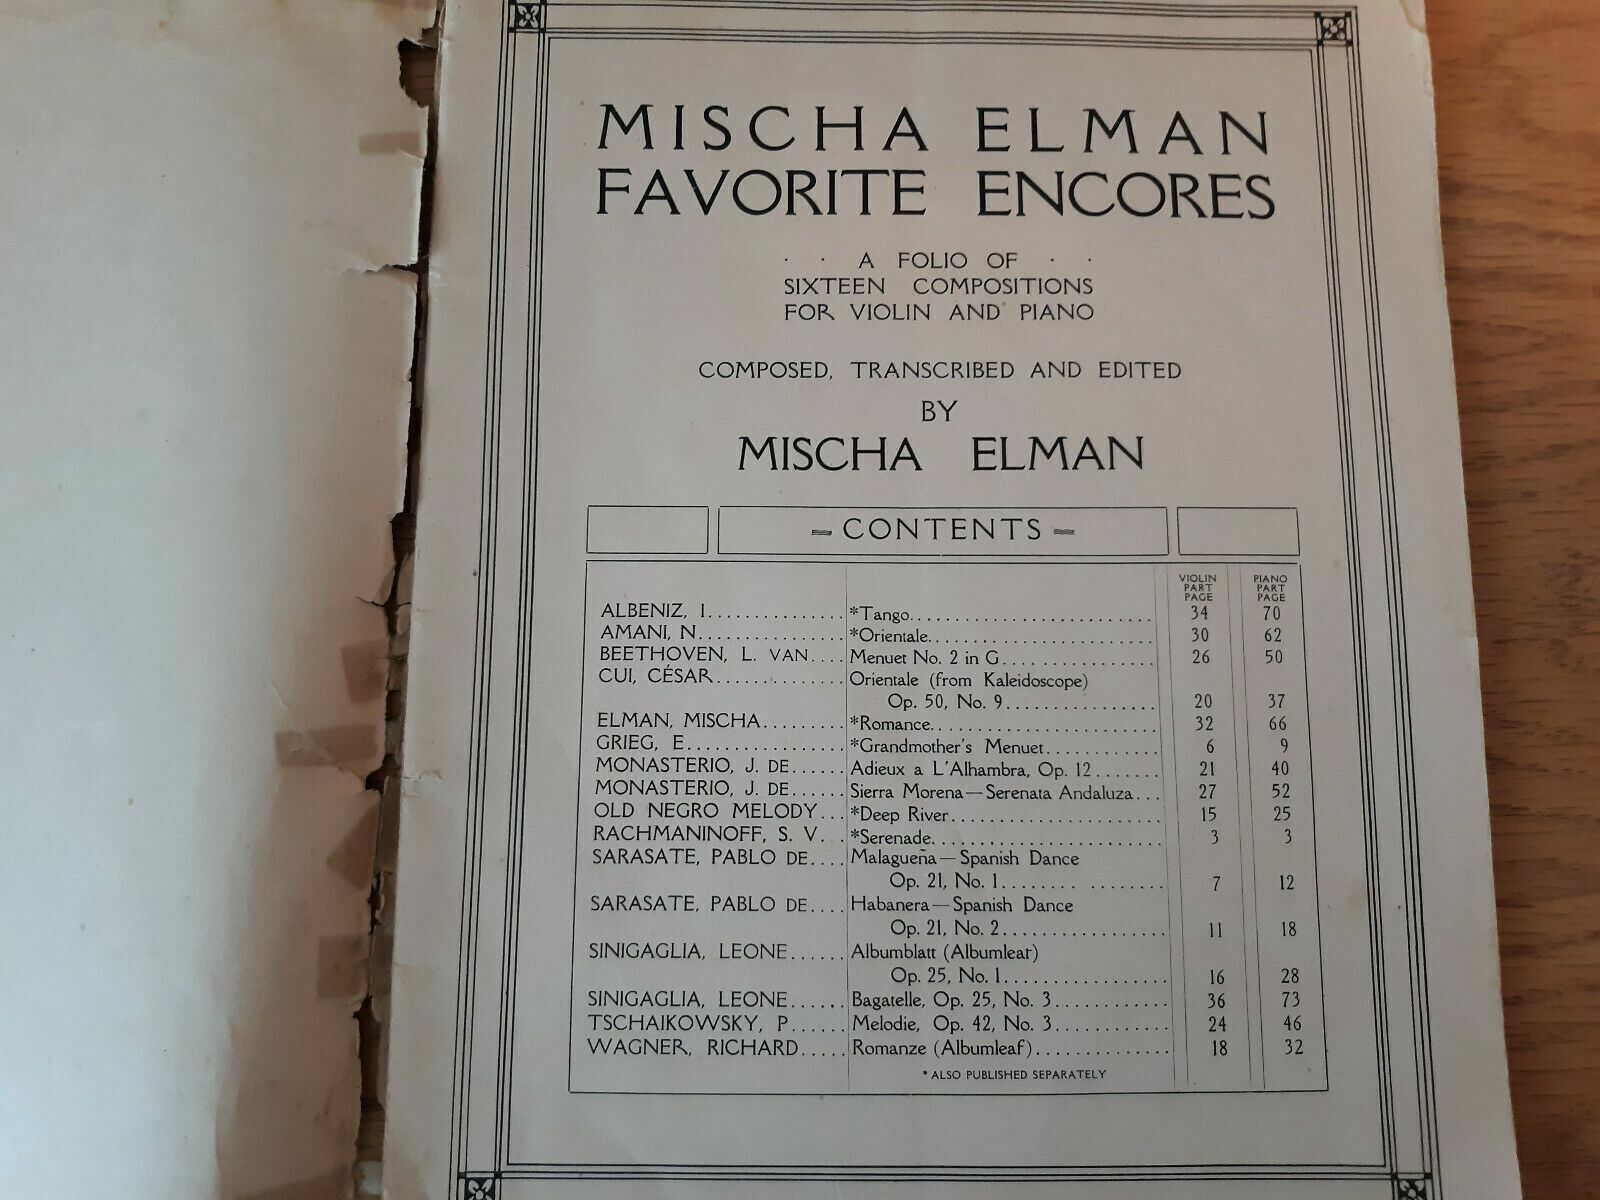 MISCHA ELMAN
FAVORITE ENCORES
. . A FOLIO OF . .
SIXTEEN COMPOSITIONS
FOR VIOLIN AND PIANO
COMPOSED, TRANSCRIBED AND EDITED
BY
MISCHA ELMAN
= CONTENTS =
VIOLIN PART PAGE PIANO PART PAGE
ALBENIZ, I. *Tango 34 70
AMANI, N. *Orientale 30 62
BEETHOVEN, L. VAN Menuet No. 2 in G 26 50
CUI, CÉSAR Orientale (from Kaleidoscope)
Op. 50, No. 9 20 37
ELMAN, MISCHA *Romance 32 66
GRIEG, E. *Grandmother's Menuet 6 9
MONASTERIO, J. DE Adieux a L'Alhambra, Op. 12 21 40
MONASTERIO, J. DE Sierra Morena—Serenata Andaluza 27 52
OLD NEGRO MELODY *Deep River 15 25
RACHMANINOFF, S. V. *Serenade 3 3
SARASATE, PABLO DE Malagueña—Spanish Dance
Op. 21, No. 1 7 12
SARASATE, PABLO DE Habanera—Spanish Dance
Op. 21, No. 2 11 18
SINIGAGLIA, LEONE Albumblatt (Albumleaf)
Op. 25, No. 1 16 28
SINIGAGLIA, LEONE Bagatelle, Op. 25, No. 3 36 73
TSCHAIKOWSKY, P. Melodie, Op. 42, No. 3 24 46
WAGNER, RICHARD Romanze (Albumleaf) 18 32
* ALSO PUBLISHED SEPARATELY